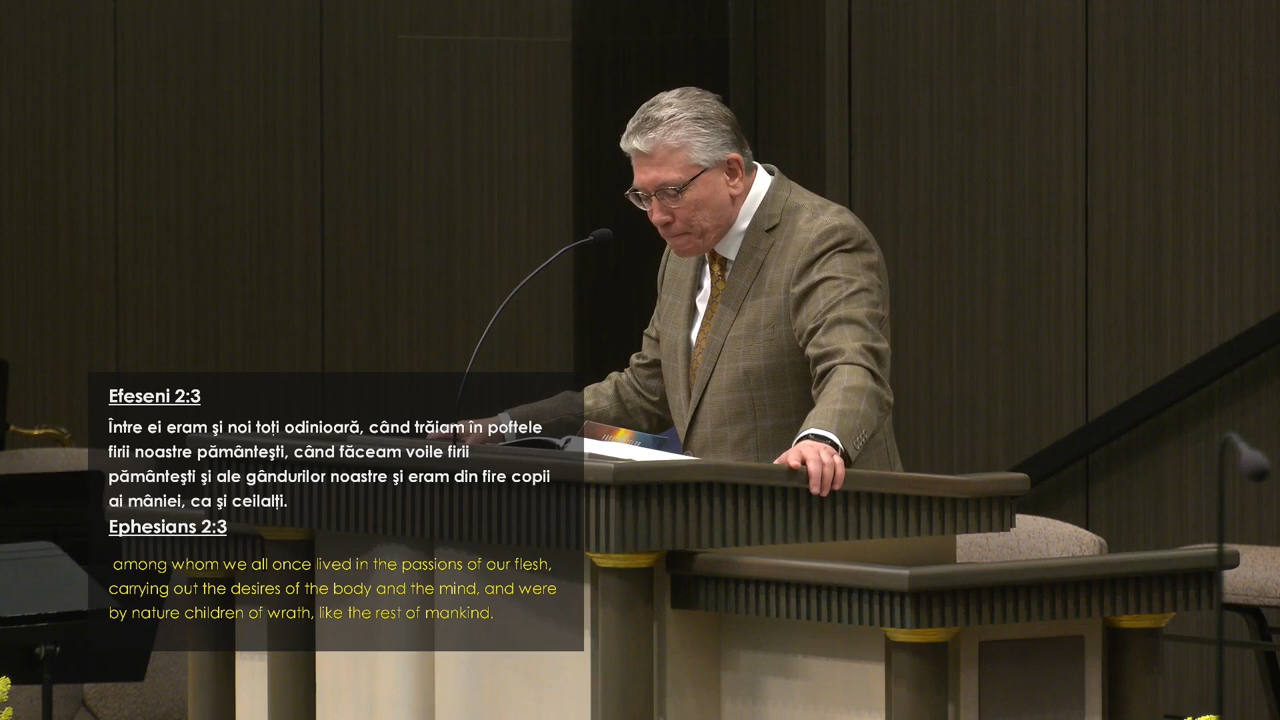 Efeseni 2:3
Între ei eram şi noi toţi odinioară, când trăiam în poftele
firii noastre pământeşti, când făceam voile firii
pământeşti şi ale gândurilor noastre şi eram din fire copii
ai mâniei, ca şi ceilalţi.
Ephesians 2:3
among whom we all once lived in the passions of our flesh,
carrying out the desires of the body and the mind, and were
by nature children of wrath, like the rest of mankind.